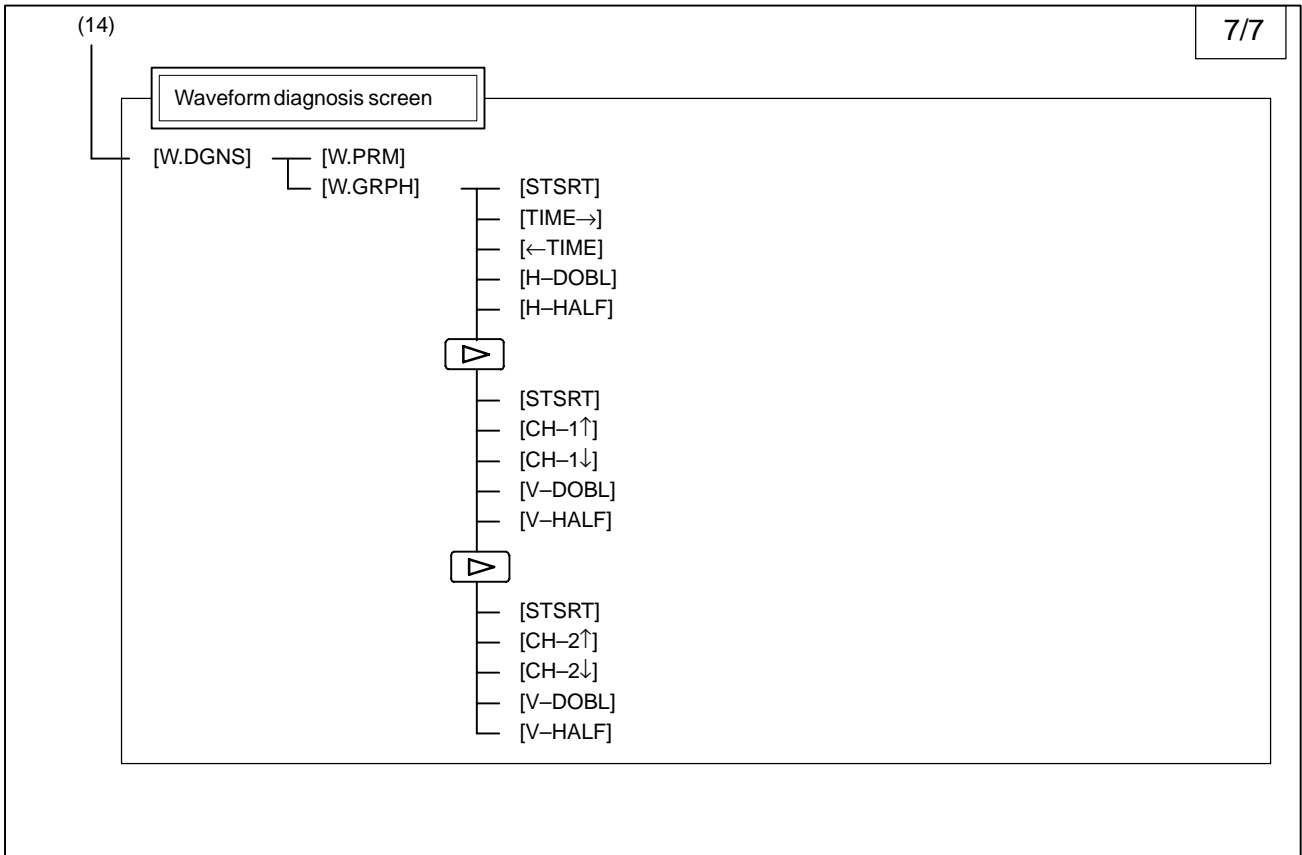 (14)
7/7
Waveform diagnosis screen
[W.DGNS]
[W.PRM]
[W.GRPH]
[STSRT]
[TIME→]
[←TIME]
[H–DOBL]
[H–HALF]
[STSRT]
[CH–1↑]
[CH–1↓]
[V–DOBL]
[V–HALF]
[STSRT]
[CH–2↑]
[CH–2↓]
[V–DOBL]
[V–HALF]